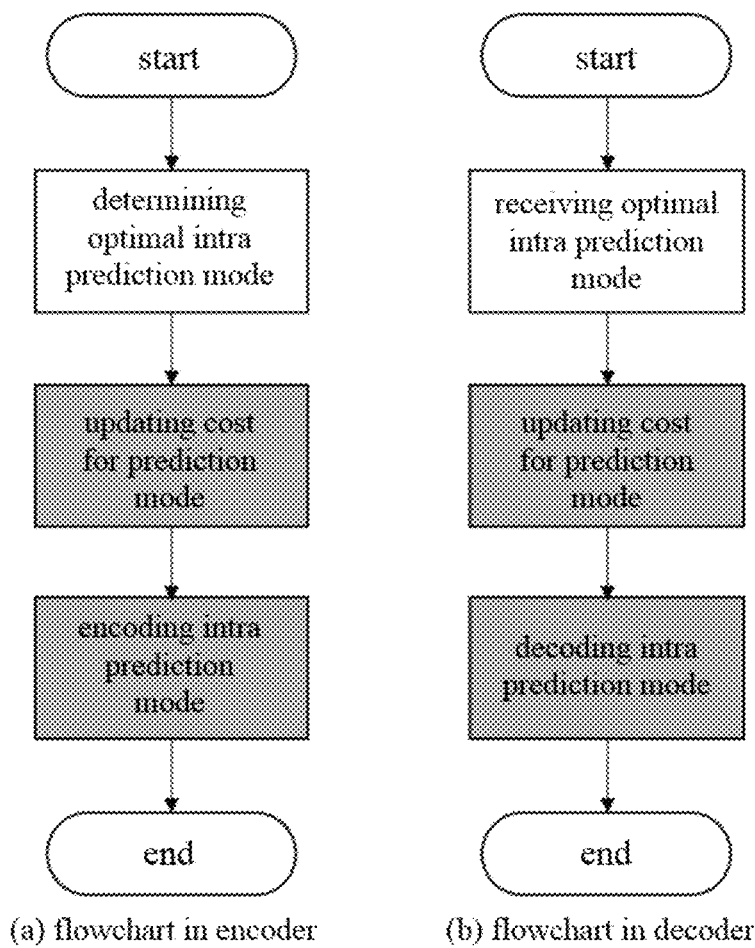 start
determining
optimal intra
prediction mode
updating cost
for prediction
mode
encoding intra
prediction
mode
end
(a) flowchart in encoder
start
receiving optimal
intra prediction
mode
updating cost
for prediction
mode
decoding intra
prediction mode
end
(b) flowchart in decoder